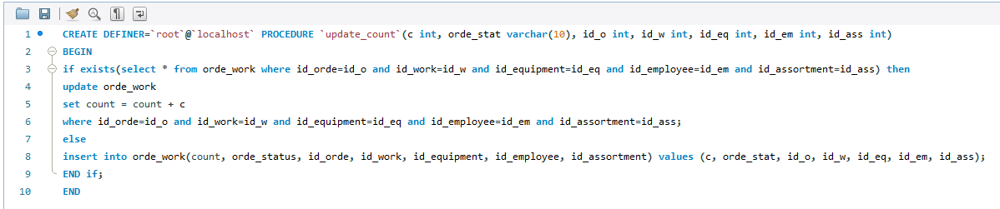 1 CREATE DEFINER=`root`@`localhost` PROCEDURE `update_count`(c int, orde_stat varchar(10), id_o int, id_w int, id_eq int, id_em int, id_ass int)
2 BEGIN
3 if exists(select * from orde_work where id_orde=id_o and id_work=id_w and id_equipment=id_eq and id_employee=id_em and id_assortment=id_ass) then
4 update orde_work
5 set count = count + c
6 where id_orde=id_o and id_work=id_w and id_equipment=id_eq and id_employee=id_em and id_assortment=id_ass;
7 else
8 insert into orde_work(count, orde_status, id_orde, id_work, id_equipment, id_employee, id_assortment) values (c, orde_stat, id_o, id_w, id_eq, id_em, id_ass);
9 END if;
10 END